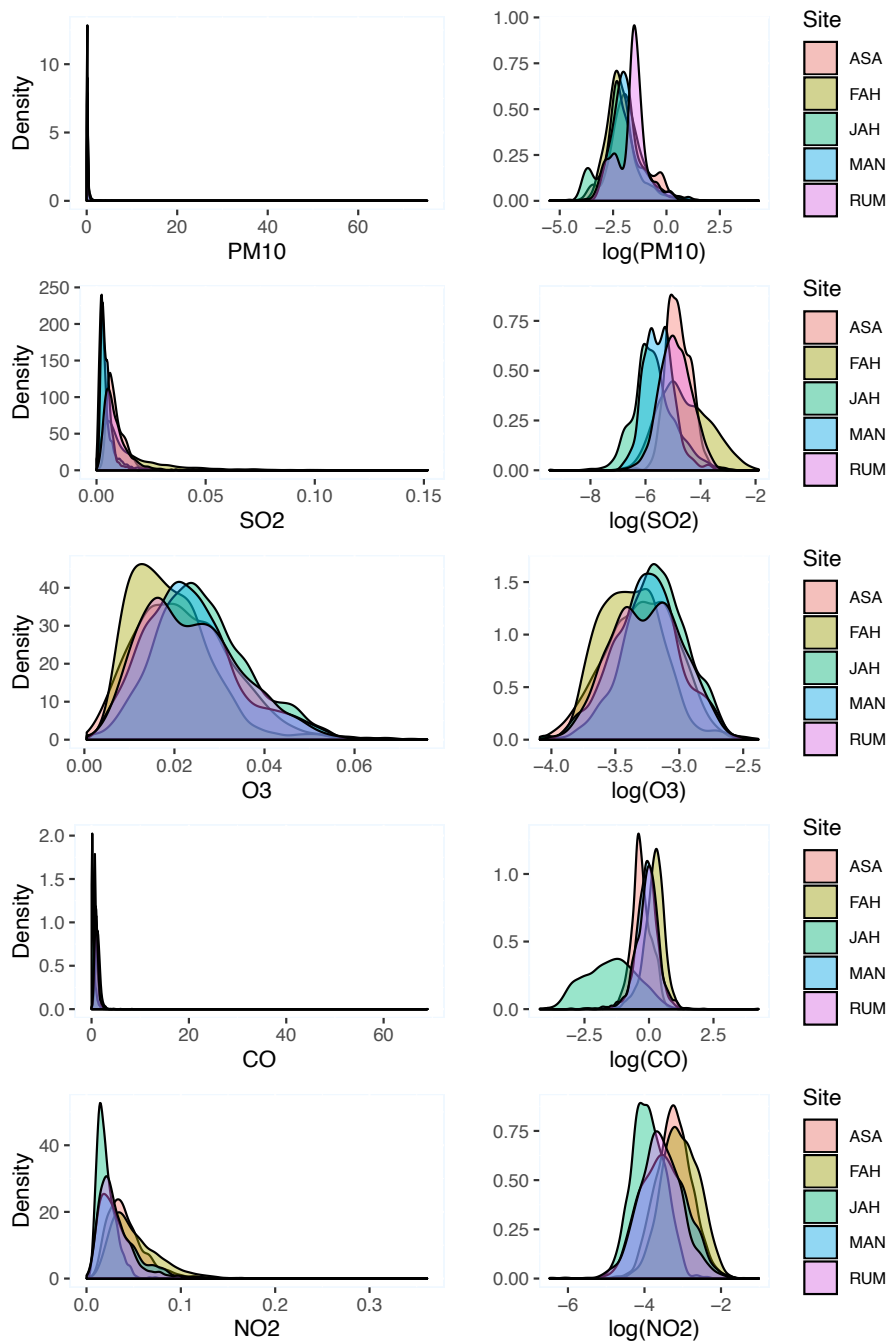 Density
10
5
0
0 20 40 60
PM10
1.00
0.75
0.50
0.25
0.00
−5.0 −2.5 0.0 2.5
log(PM10)
Site
ASA
FAH
JAH
MAN
RUM
Density
250
200
150
100
50
0
0.00 0.05 0.10 0.15
SO2
0.75
0.50
0.25
0.00
−8 −6 −4 −2
log(SO2)
Site
ASA
FAH
JAH
MAN
RUM
Density
40
30
20
10
0
0.00 0.02 0.04 0.06
O3
1.5
1.0
0.5
0.0
−4.0 −3.5 −3.0 −2.5
log(O3)
Site
ASA
FAH
JAH
MAN
RUM
Density
2.0
1.5
1.0
0.5
0.0
0 20 40 60
CO
1.0
0.5
0.0
−2.5 0.0 2.5
log(CO)
Site
ASA
FAH
JAH
MAN
RUM
Density
40
20
0
0.0 0.1 0.2 0.3
NO2
0.75
0.50
0.25
0.00
−6 −4 −2
log(NO2)
Site
ASA
FAH
JAH
MAN
RUM